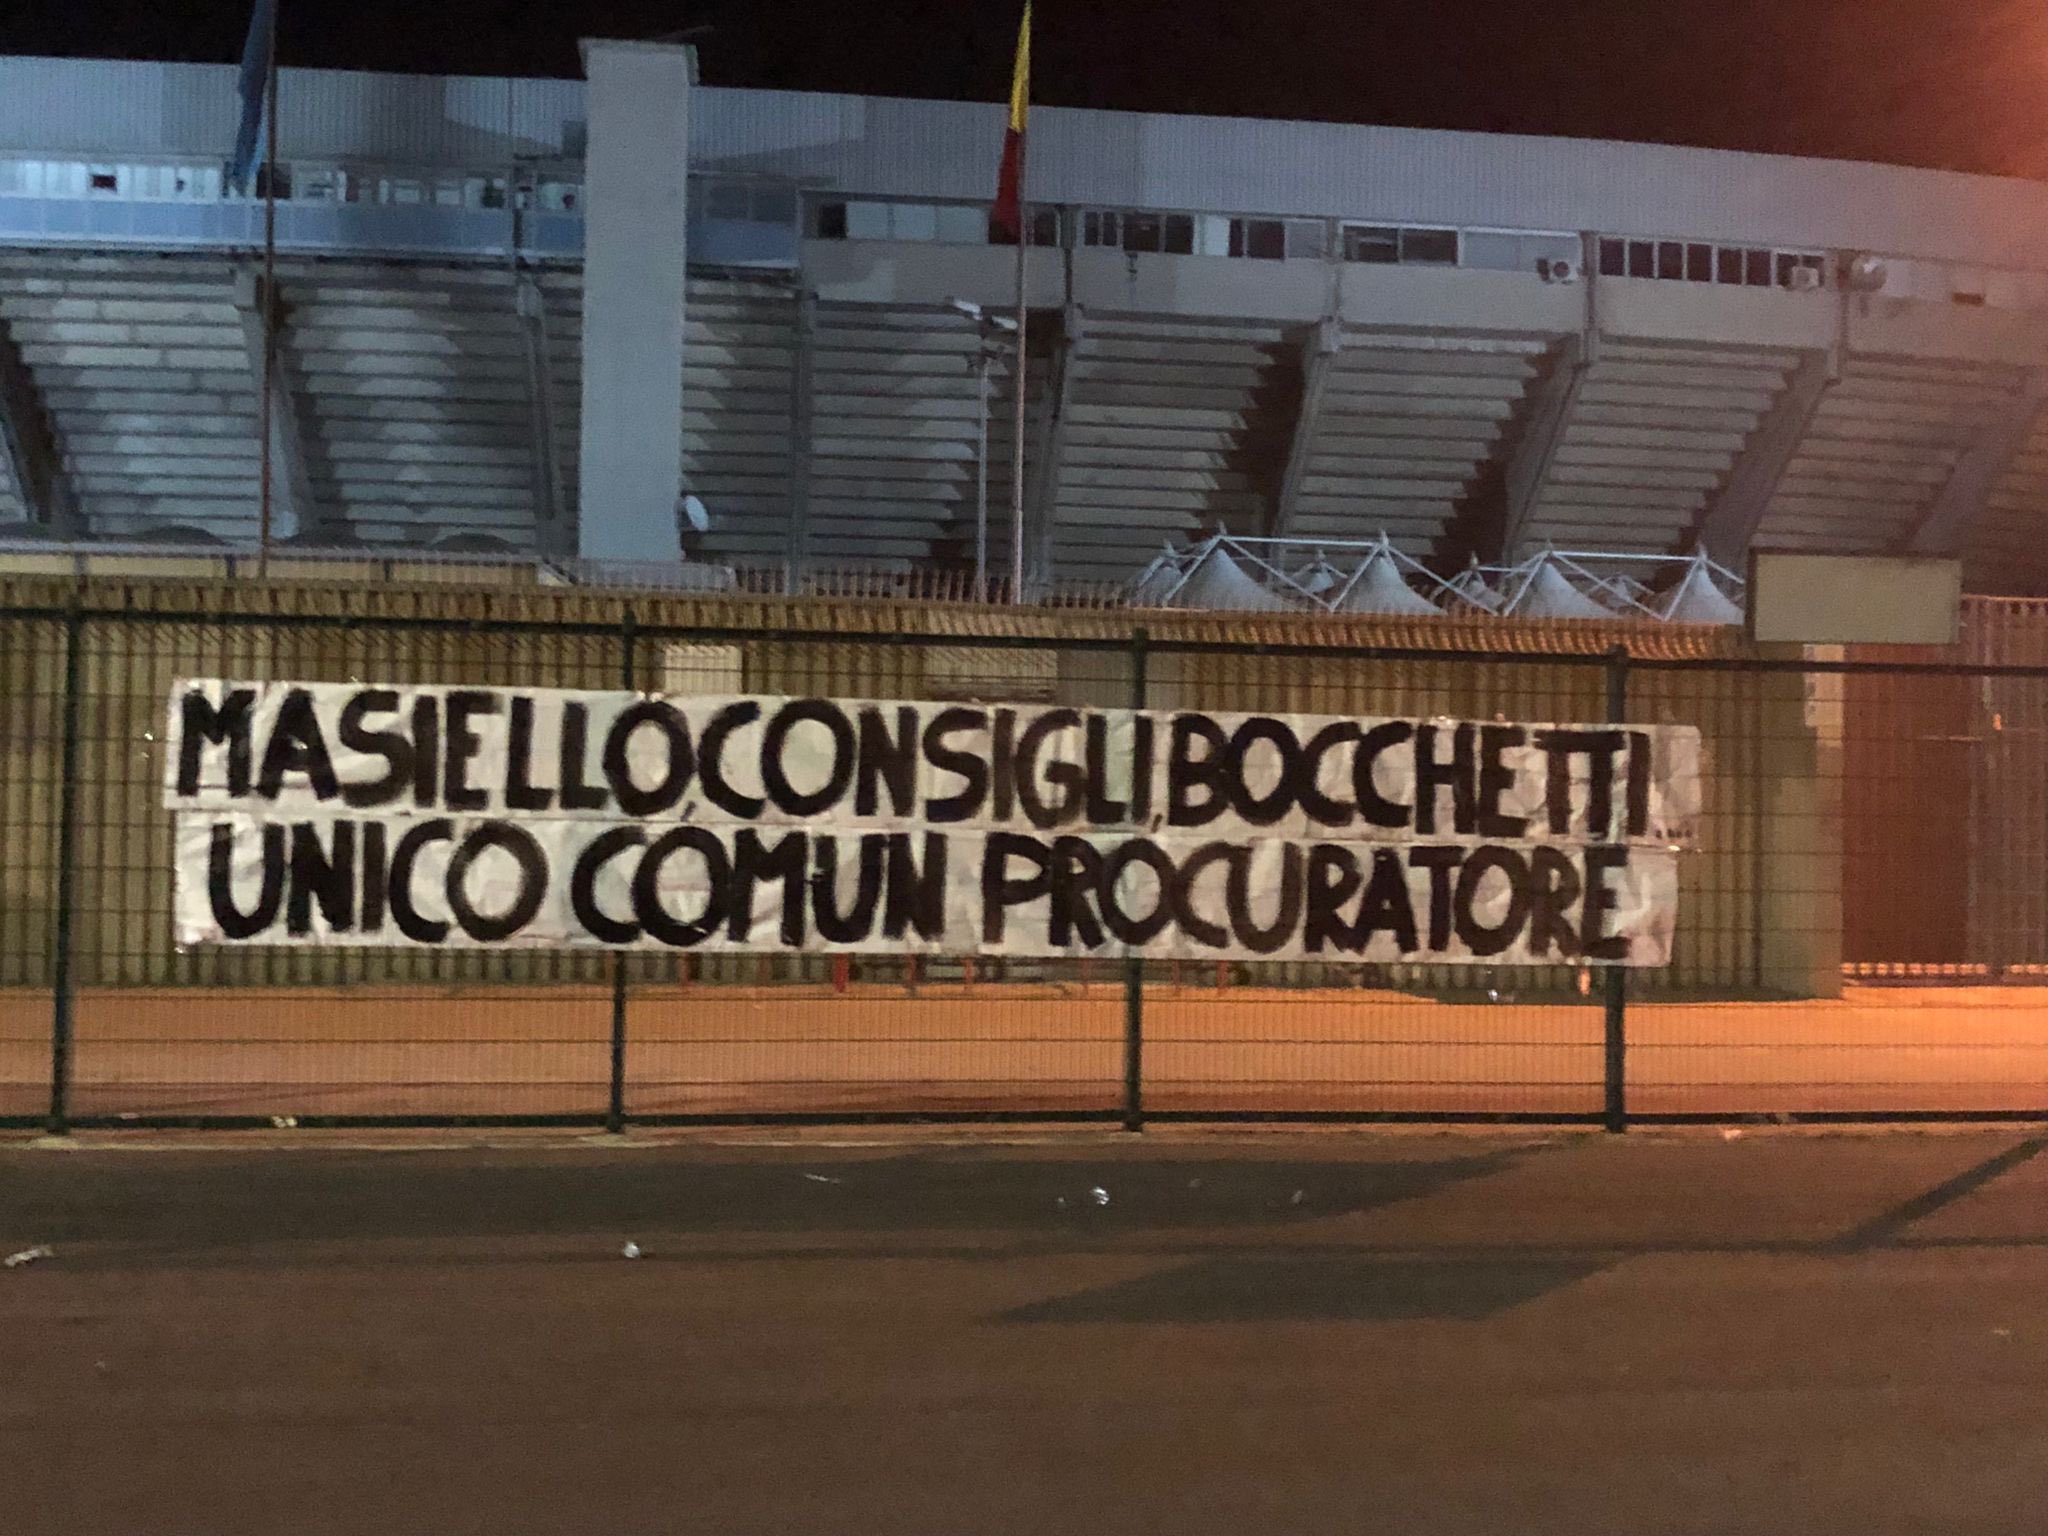 MASIELLO,CONSIGLI,BOCCHETTI....
UNICO COMUN PROCURATORE